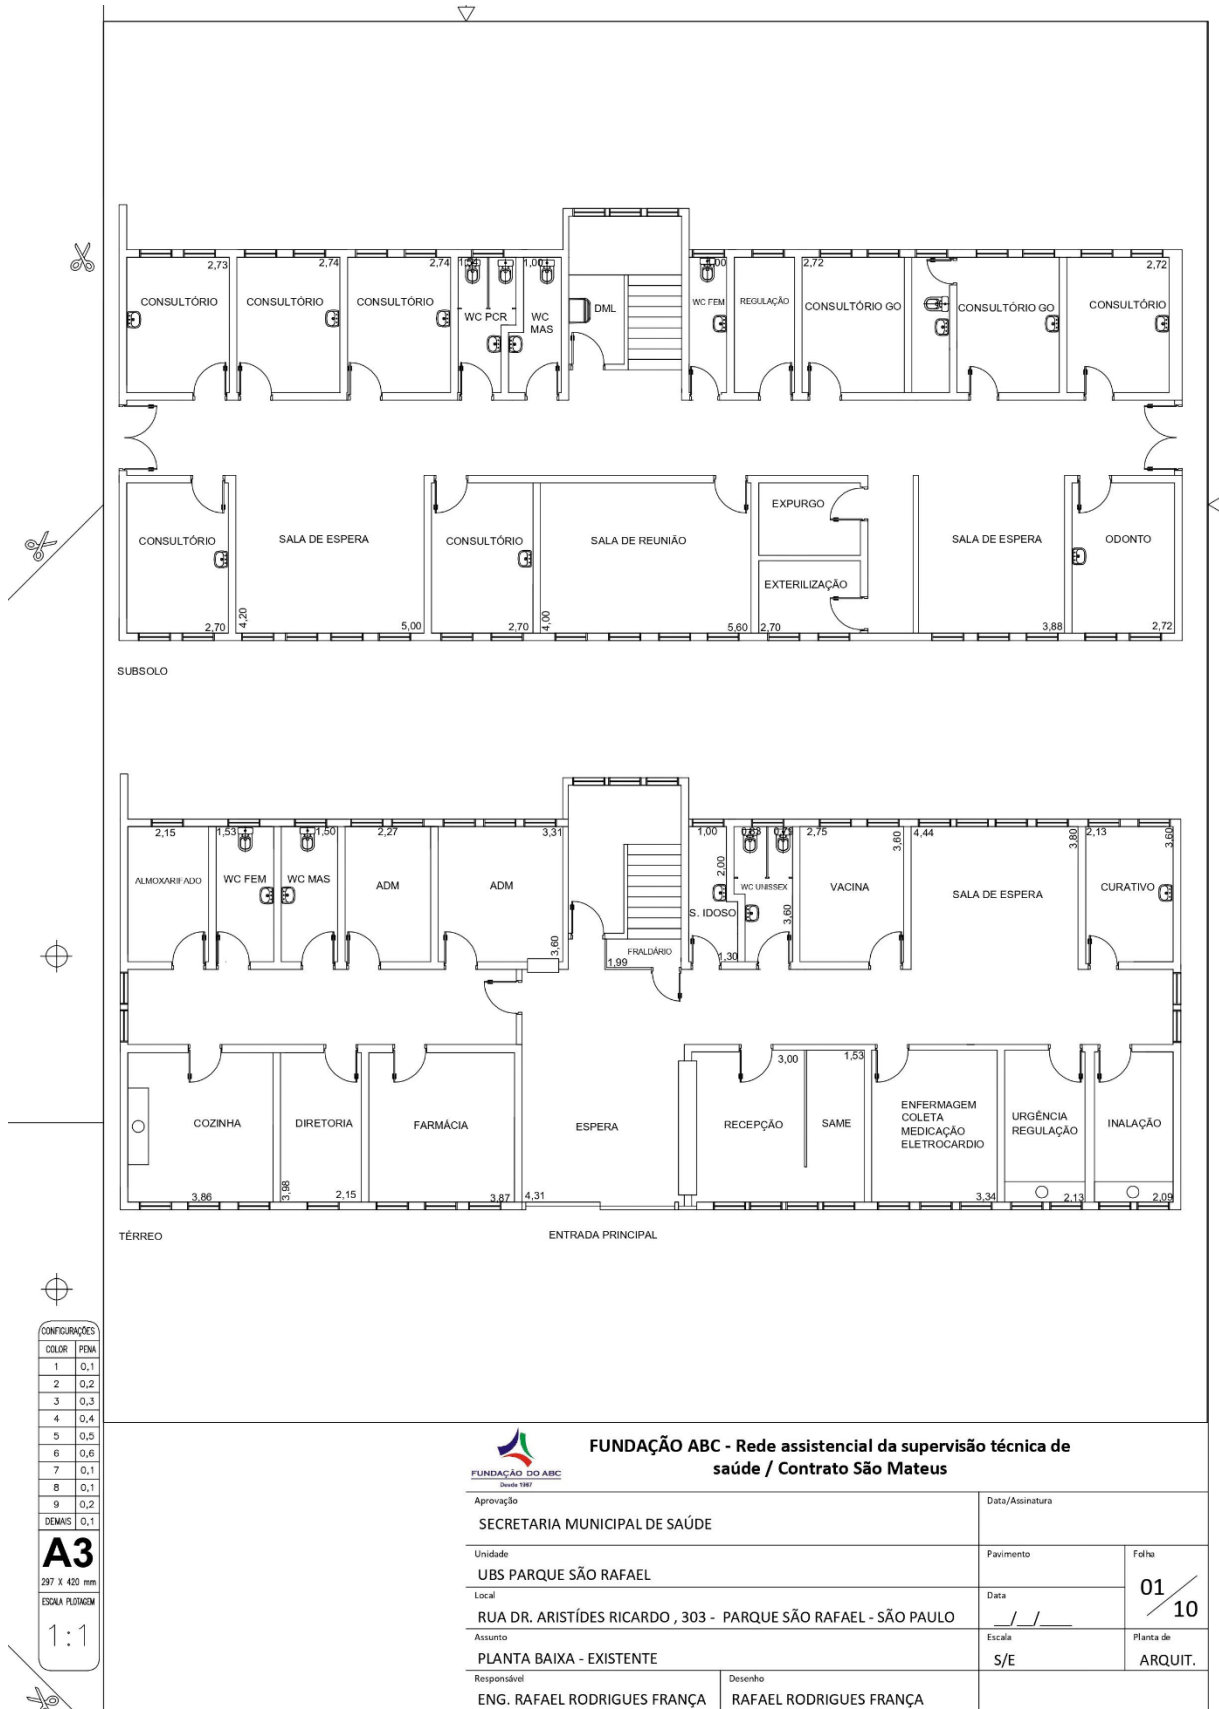 2,73
2,74
2,74
1,54
1,00
2,72
2,72
CONSULTÓRIO
CONSULTÓRIO
CONSULTÓRIO
WC PCR
WC
MAS
DML
WC FEM
REGULAÇÃO
CONSULTÓRIO GO
CONSULTÓRIO GO
CONSULTÓRIO
CONSULTÓRIO
SALA DE ESPERA
CONSULTÓRIO
SALA DE REUNIÃO
EXPURGO
EXTERILIZAÇÃO
SALA DE ESPERA
ODONTO
2,70
4,20
5,00
2,70
4,00
5,60
2,70
3,88
2,72
SUBSOLO
2,15
1,53
1,50
2,27
3,31
1,00
2,75
3,60
4,44
3,80
2,13
3,60
ALMOXARIFADO
WC FEM
WC MAS
ADM
ADM
3,60
2,00
S. IDOSO
WC UNISSEX
3,60
VACINA
SALA DE ESPERA
CURATIVO
FRALDÁRIO
1,99
1,30
COZINHA
DIRETORIA
FARMÁCIA
ESPERA
3,00
1,53
RECEPÇÃO
SAME
ENFERMAGEM
COLETA
MEDICAÇÃO
ELETROCARDIO
URGÊNCIA
REGULAÇÃO
INALAÇÃO
3,86
3,98
2,15
3,87
4,31
3,34
2,13
2,09
TÉRREO
ENTRADA PRINCIPAL
CONFIGURAÇÕES
COLOR PENA
1 0,1
2 0,2
3 0,3
4 0,4
5 0,5
6 0,6
7 0,1
8 0,1
9 0,2
DEMAIS 0,1
A3
297 X 420 mm
ESCALA PLOTAGEM
1:1
FUNDAÇÃO DO ABC
Desde 1967
FUNDAÇÃO ABC - Rede assistencial da supervisão técnica de
saúde / Contrato São Mateus
Aprovação
SECRETARIA MUNICIPAL DE SAÚDE
Data/Assinatura
Unidade
UBS PARQUE SÃO RAFAEL
Pavimento
Folha
01/10
Local
RUA DR. ARISTÍDES RICARDO , 303 - PARQUE SÃO RAFAEL - SÃO PAULO
Data
__/__/____
Assunto
PLANTA BAIXA - EXISTENTE
Escala
S/E
Planta de
ARQUIT.
Responsável
ENG. RAFAEL RODRIGUES FRANÇA
Desenho
RAFAEL RODRIGUES FRANÇA